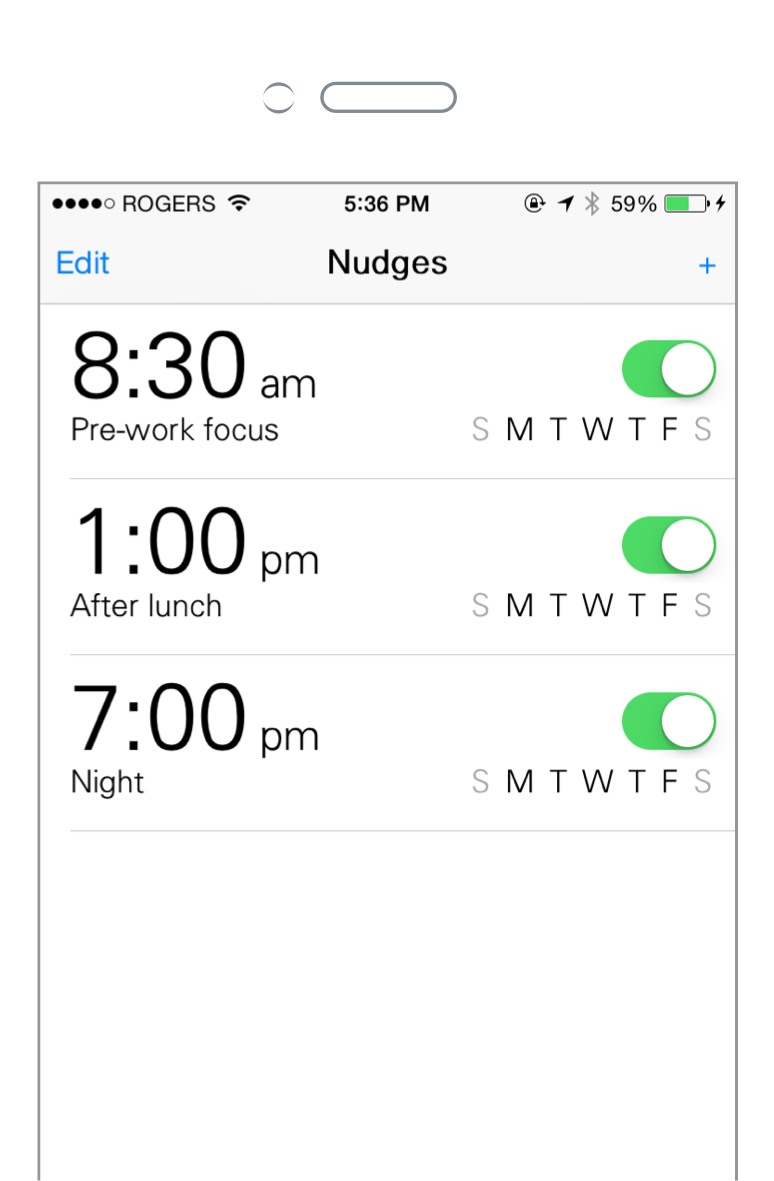 ROGERS 5:36 PM 59%
Edit Nudges +
8:30 am
Pre-work focus S M T W T F S
1:00 pm
After lunch S M T W T F S
7:00 pm
Night S M T W T F S